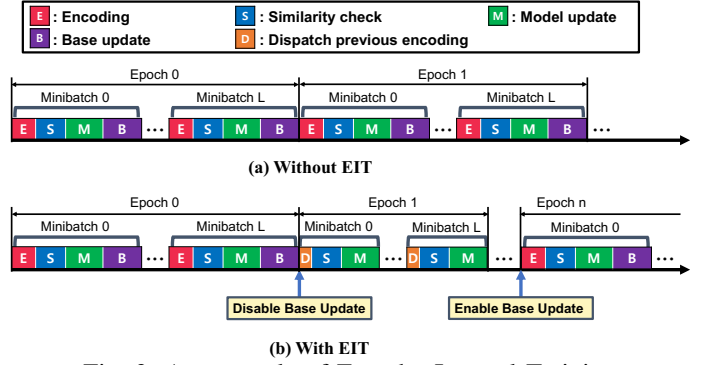 E : Encoding S : Similarity check M : Model update
B : Base update D : Dispatch previous encoding
Epoch 0 Epoch 1
Minibatch 0 Minibatch L Minibatch 0 Minibatch L
E S M B ... E S M B E S M B ... E S M B ...
(a) Without EIT
Epoch 0 Epoch 1 Epoch n
Minibatch 0 Minibatch L Minibatch 0 Minibatch L Minibatch 0
E S M B ... E S M B D S M ... D S M ... E S M B ...
Disable Base Update Enable Base Update
(b) With EIT